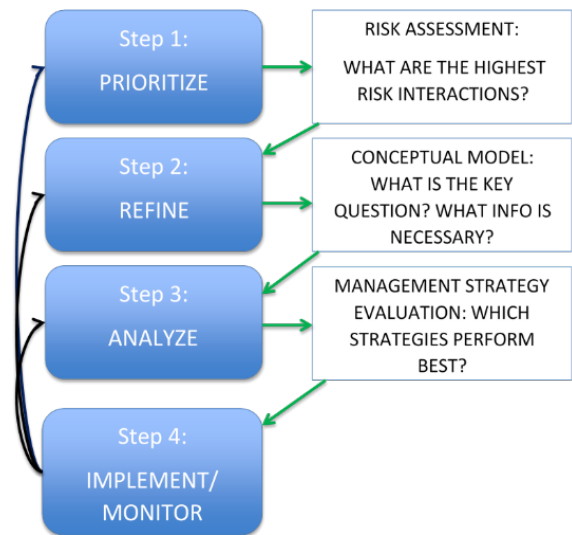 Step 1:
PRIORITIZE
RISK ASSESSMENT:
WHAT ARE THE HIGHEST
RISK INTERACTIONS?
Step 2:
REFINE
CONCEPTUAL MODEL:
WHAT IS THE KEY
QUESTION? WHAT INFO IS
NECESSARY?
Step 3:
ANALYZE
MANAGEMENT STRATEGY
EVALUATION: WHICH
STRATEGIES PERFORM
BEST?
Step 4:
IMPLEMENT/
MONITOR